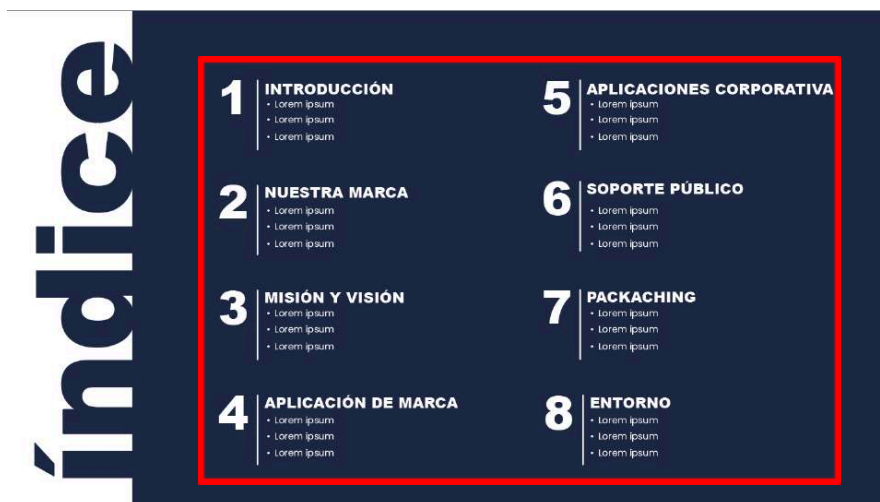 índice
1 INTRODUCCIÓN
• Lorem ipsum
• Lorem ipsum
• Lorem ipsum
2 NUESTRA MARCA
• Lorem ipsum
• Lorem ipsum
• Lorem ipsum
3 MISIÓN Y VISIÓN
• Lorem ipsum
• Lorem ipsum
• Lorem ipsum
4 APLICACIÓN DE MARCA
• Lorem ipsum
• Lorem ipsum
• Lorem ipsum
5 APLICACIONES CORPORATIVA
• Lorem ipsum
• Lorem ipsum
• Lorem ipsum
6 SOPORTE PÚBLICO
• Lorem ipsum
• Lorem ipsum
• Lorem ipsum
7 PACKACHING
• Lorem ipsum
• Lorem ipsum
• Lorem ipsum
8 ENTORNO
• Lorem ipsum
• Lorem ipsum
• Lorem ipsum